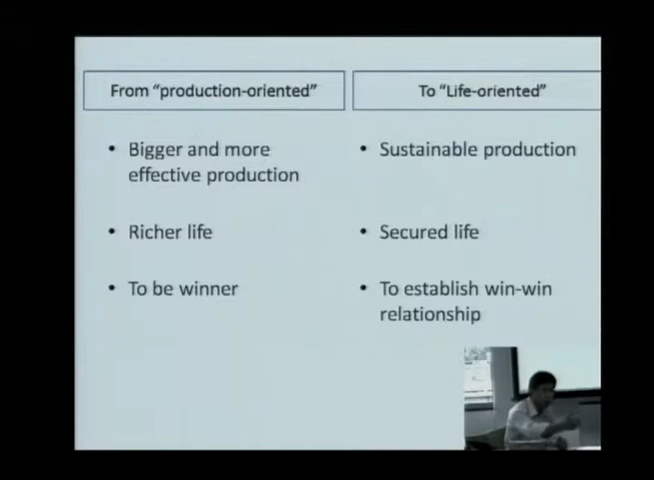 From “production-oriented”
To “Life-oriented”
• Bigger and more
effective production
• Sustainable production
• Richer life
• Secured life
• To be winner
• To establish win-win
relationship